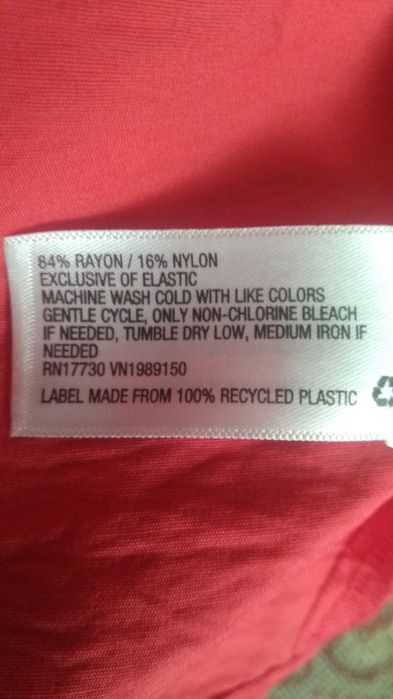 84% RAYON / 16% NYLON
EXCLUSIVE OF ELASTIC
MACHINE WASH COLD WITH LIKE COLORS
GENTLE CYCLE, ONLY NON-CHLORINE BLEACH
IF NEEDED, TUMBLE DRY LOW, MEDIUM IRON IF
NEEDED
RN17730 VN1989150
LABEL MADE FROM 100% RECYCLED PLASTIC